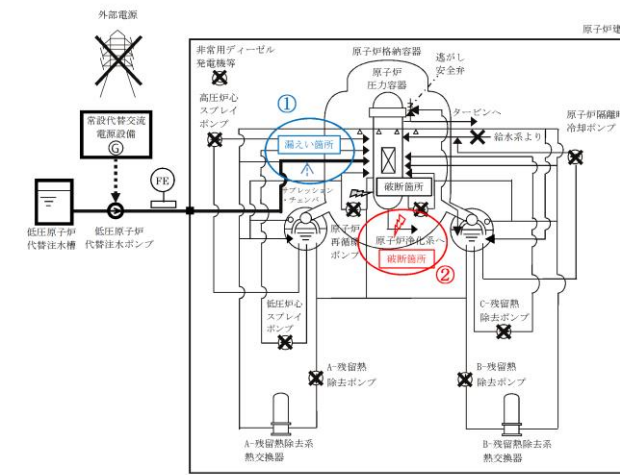 外部電源
原子炉建
非常用ディーゼル
発電機等
原子炉格納容器
逃がし
安全弁
原子炉
圧力容器
①
高圧炉心
スプレイ
ポンプ
タービンへ
原子炉隔離時
冷却ポンプ
常設代替交流
電源設備
G
漏えい箇所
給水系より
FE
サプレッション
・チェンバ
破断箇所
低圧原子炉
代替注水槽
低圧原子炉
代替注水ポンプ
原子炉
再循環
ポンプ
原子炉浄化系へ
破断箇所
②
低圧炉心
スプレイ
ポンプ
C-残留熱
除去ポンプ
A-残留熱
除去ポンプ
B-残留熱
除去ポンプ
A-残留熱除去系
熱交換器
B-残留熱除去系
熱交換器